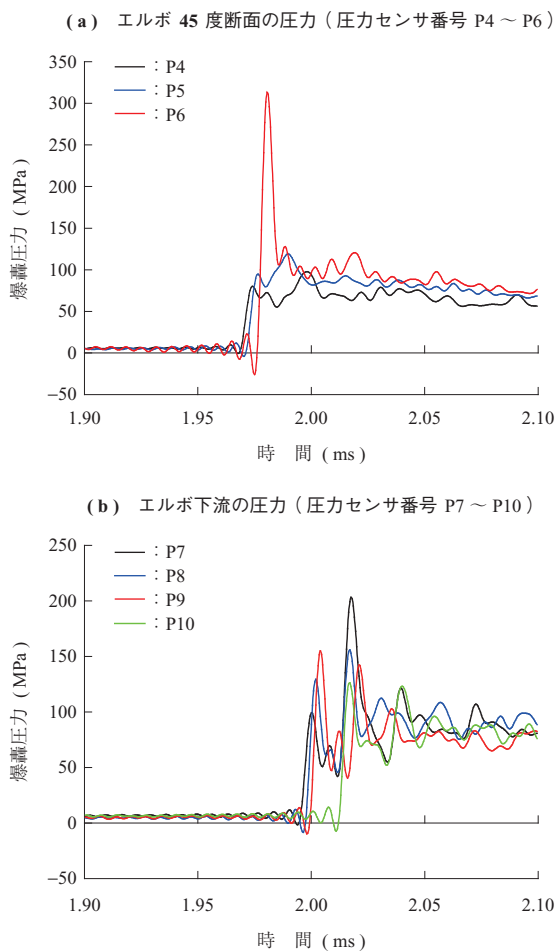 (a) エルボ 45 度断面の圧力 ( 圧力センサ番号 P4 ～ P6 )
350
300
250
200
150
100
50
0
−50
: P4
: P5
: P6
爆轟圧力 ( MPa )
1.90 1.95 2.00 2.05 2.10
時 間 ( ms )
(b) エルボ下流の圧力 ( 圧力センサ番号 P7 ～ P10 )
250
200
150
100
50
0
−50
: P7
: P8
: P9
: P10
爆轟圧力 ( MPa )
1.90 1.95 2.00 2.05 2.10
時 間 ( ms )